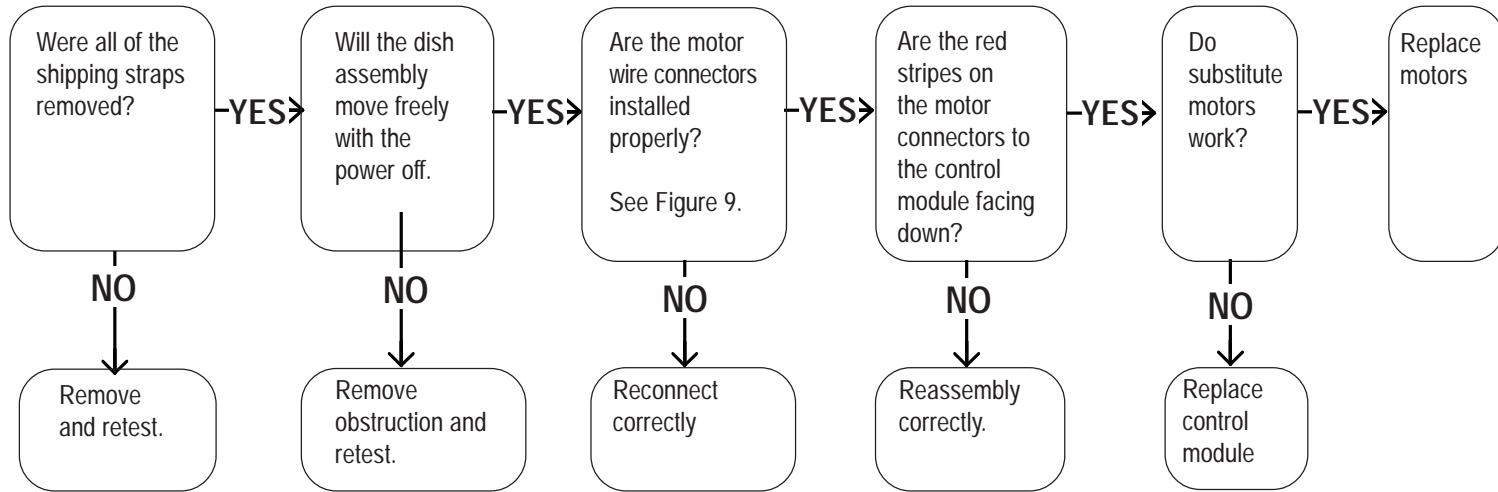 Were all of the
shipping straps
removed?
YES
Will the dish
assembly
move freely
with the
power off.
YES
Are the motor
wire connectors
installed
properly?
See Figure 9.
YES
Are the red
stripes on
the motor
connectors to
the control
module facing
down?
YES
Do
substitute
motors
work?
YES
Replace
motors
NO
NO
NO
NO
NO
Remove
and retest.
Remove
obstruction and
retest.
Reconnect
correctly
Reassembly
correctly.
Replace
control
module